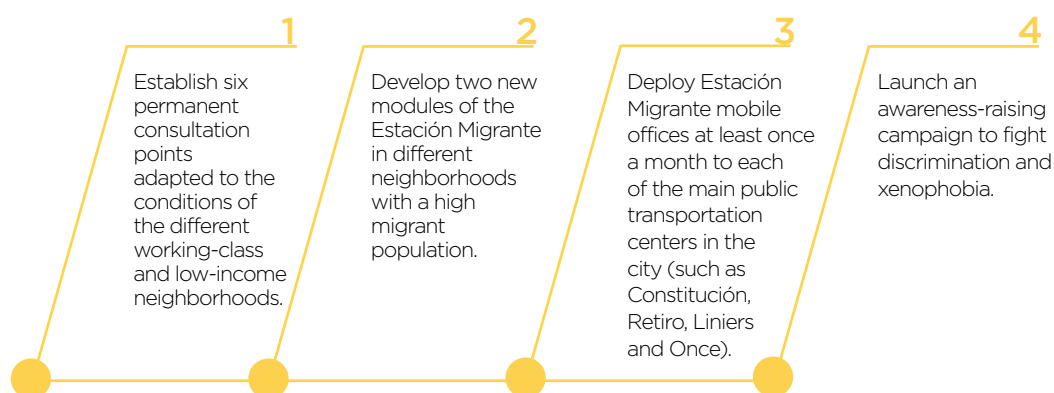 1
Establish six
permanent
consultation
points
adapted to the
conditions of
the different
working-class
and low-income
neighborhoods.
2
Develop two new
modules of the
Estación Migrante
in different
neighborhoods
with a high
migrant
population.
3
Deploy Estación
Migrante mobile
offices at least once
a month to each
of the main public
transportation
centers in the
city (such as
Constitución,
Retiro, Liniers
and Once).
4
Launch an
awareness-raising
campaign to fight
discrimination and
xenophobia.